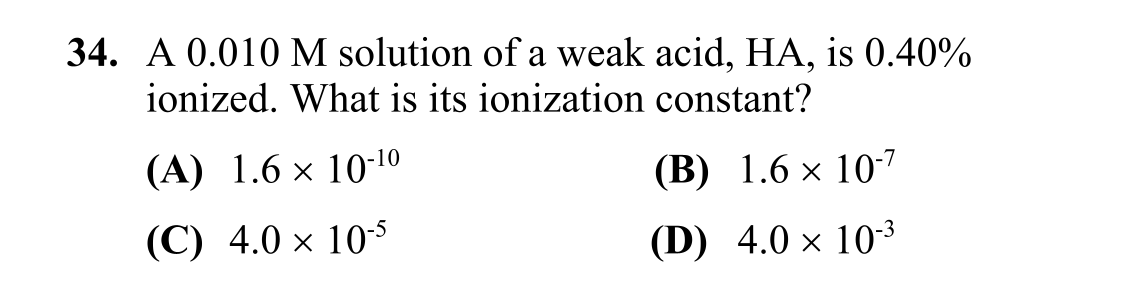 34. A 0.010 M solution of a weak acid, HA, is 0.40%
ionized. What is its ionization constant?
(A) 1.6 × 10⁻¹⁰ (B) 1.6 × 10⁻⁷
(C) 4.0 × 10⁻⁵ (D) 4.0 × 10⁻³